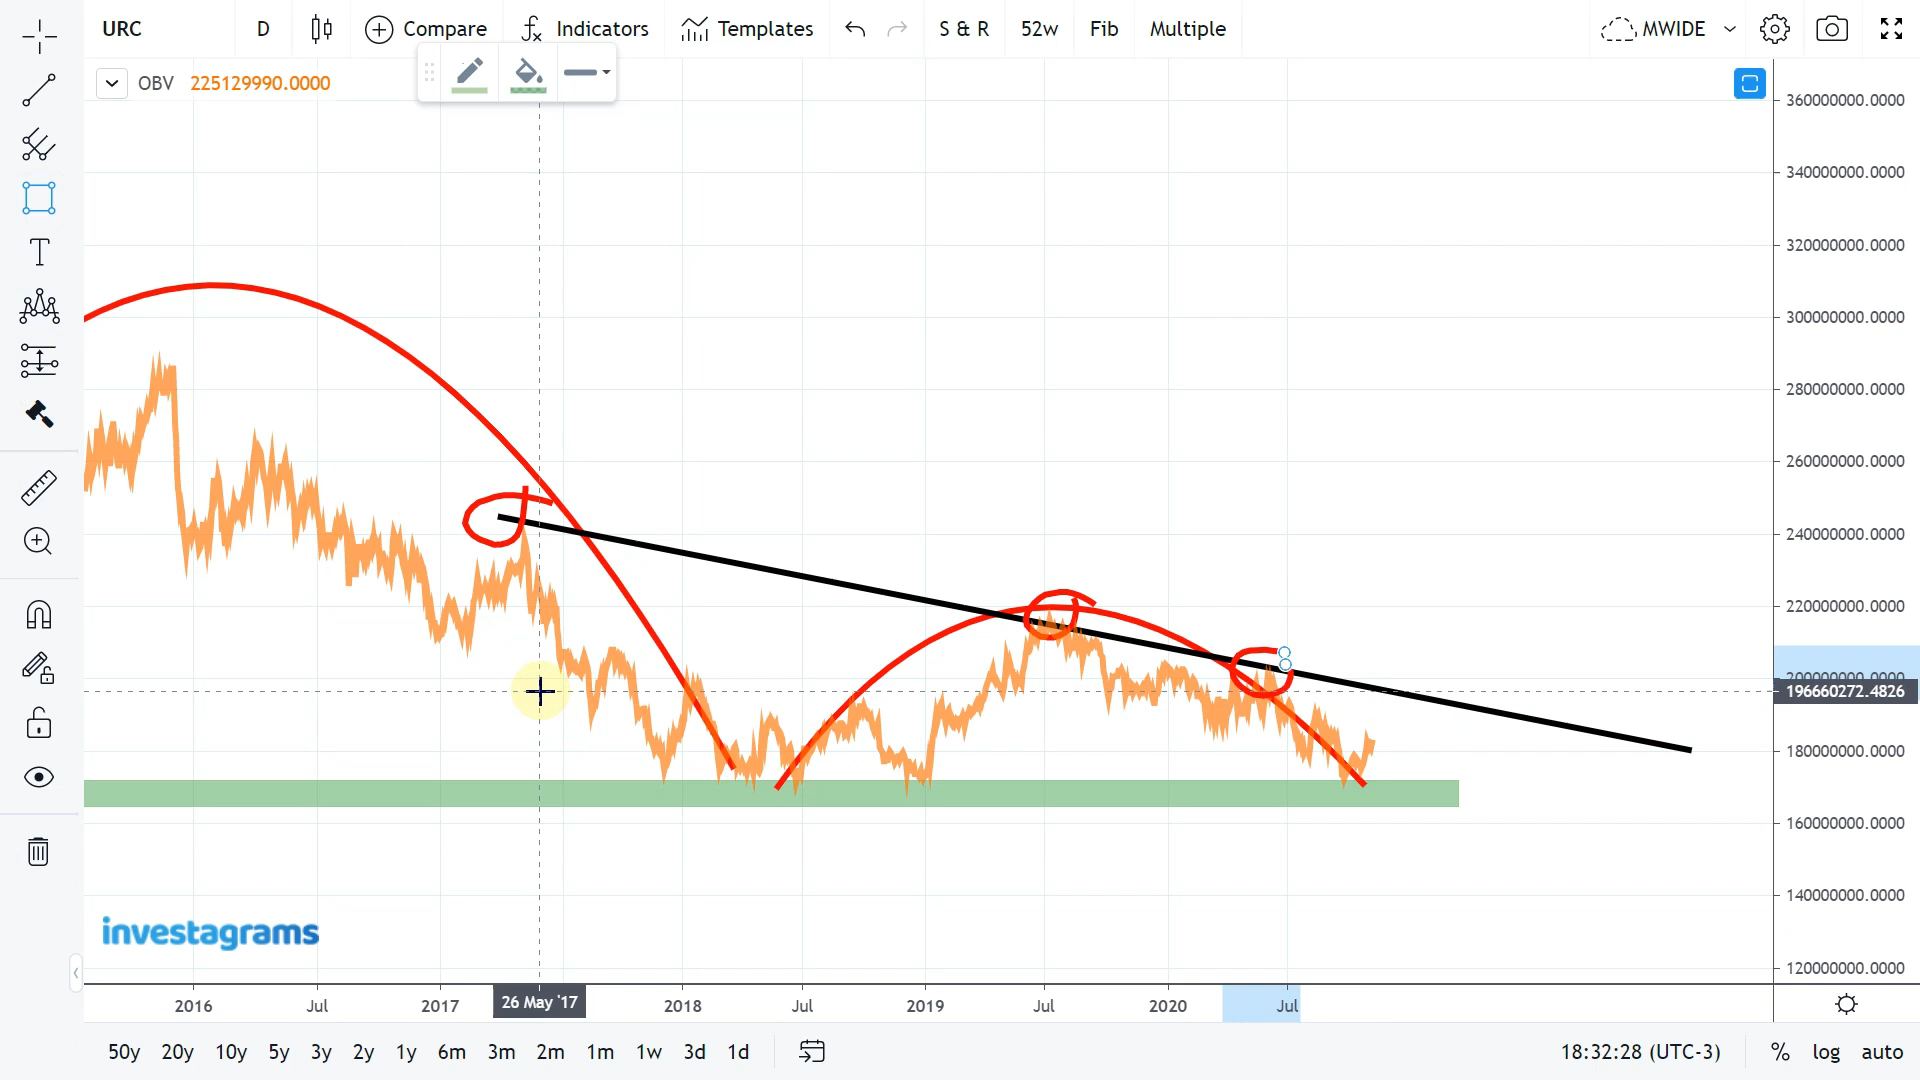 URC D Compare Indicators Templates S & R 52w Fib Multiple MWIDE
OBV 225129990.0000
360000000.0000
340000000.0000
320000000.0000
300000000.0000
280000000.0000
260000000.0000
240000000.0000
220000000.0000
196660272.4826
180000000.0000
160000000.0000
140000000.0000
120000000.0000
investagrams
2016 Jul 2017 26 May '17 2018 Jul 2019 Jul 2020 Jul
50y 20y 10y 5y 3y 2y 1y 6m 3m 2m 1m 1w 3d 1d 18:32:28 (UTC-3) % log auto